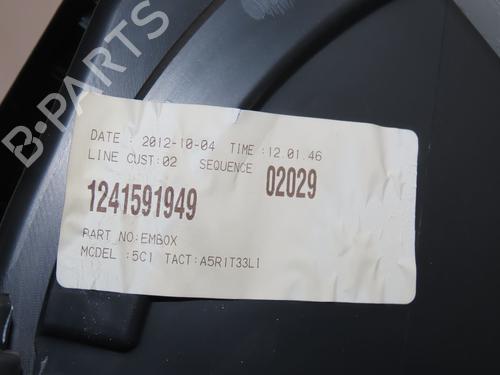 B-PARTS
DATE : 2012-10-04 TIME :12.01.46
LINE CUST:02 SEQUENCE 02029
1241591949
PART NO:EMBOX
MODEL :5C1 TACT:A5R1T33L1